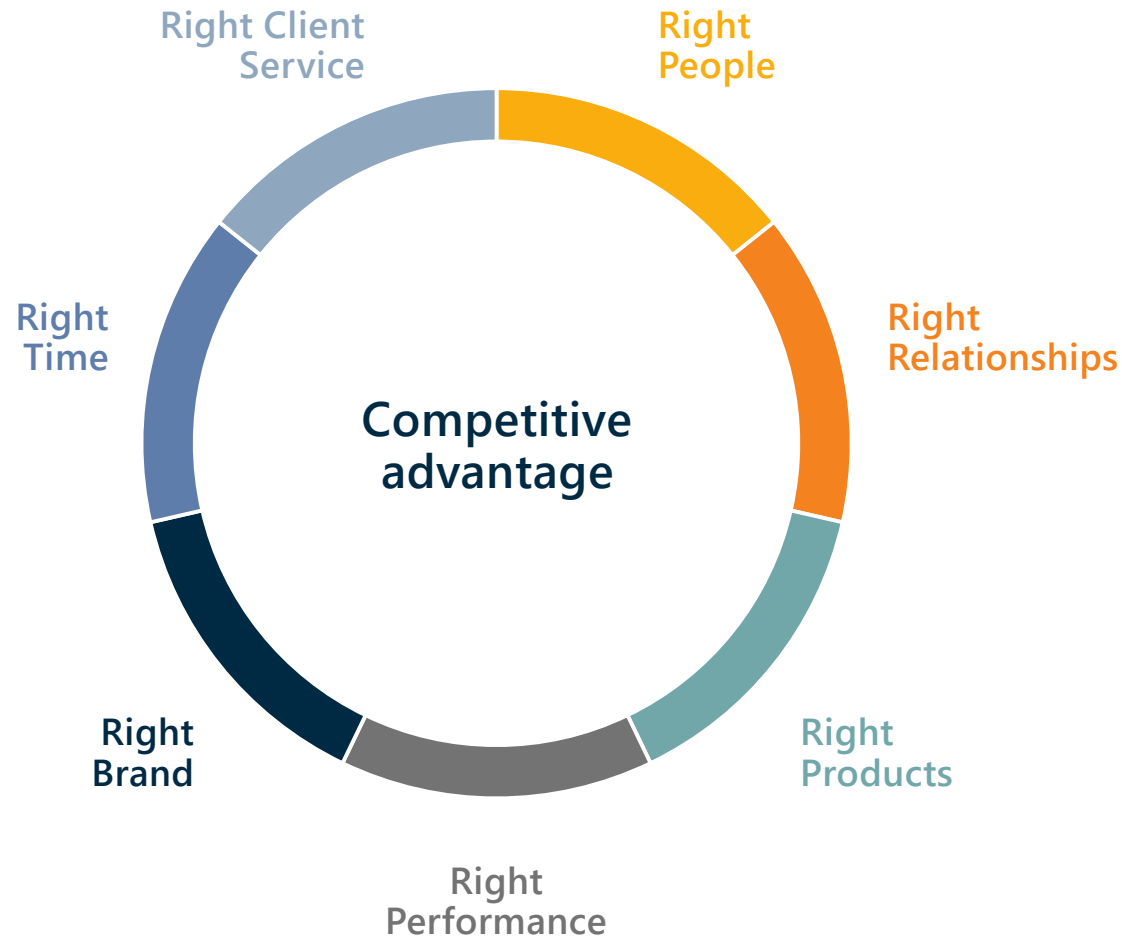 Right Client
Service
Right
People
Right
Time
Right
Relationships
Competitive
advantage
Right
Brand
Right
Products
Right
Performance